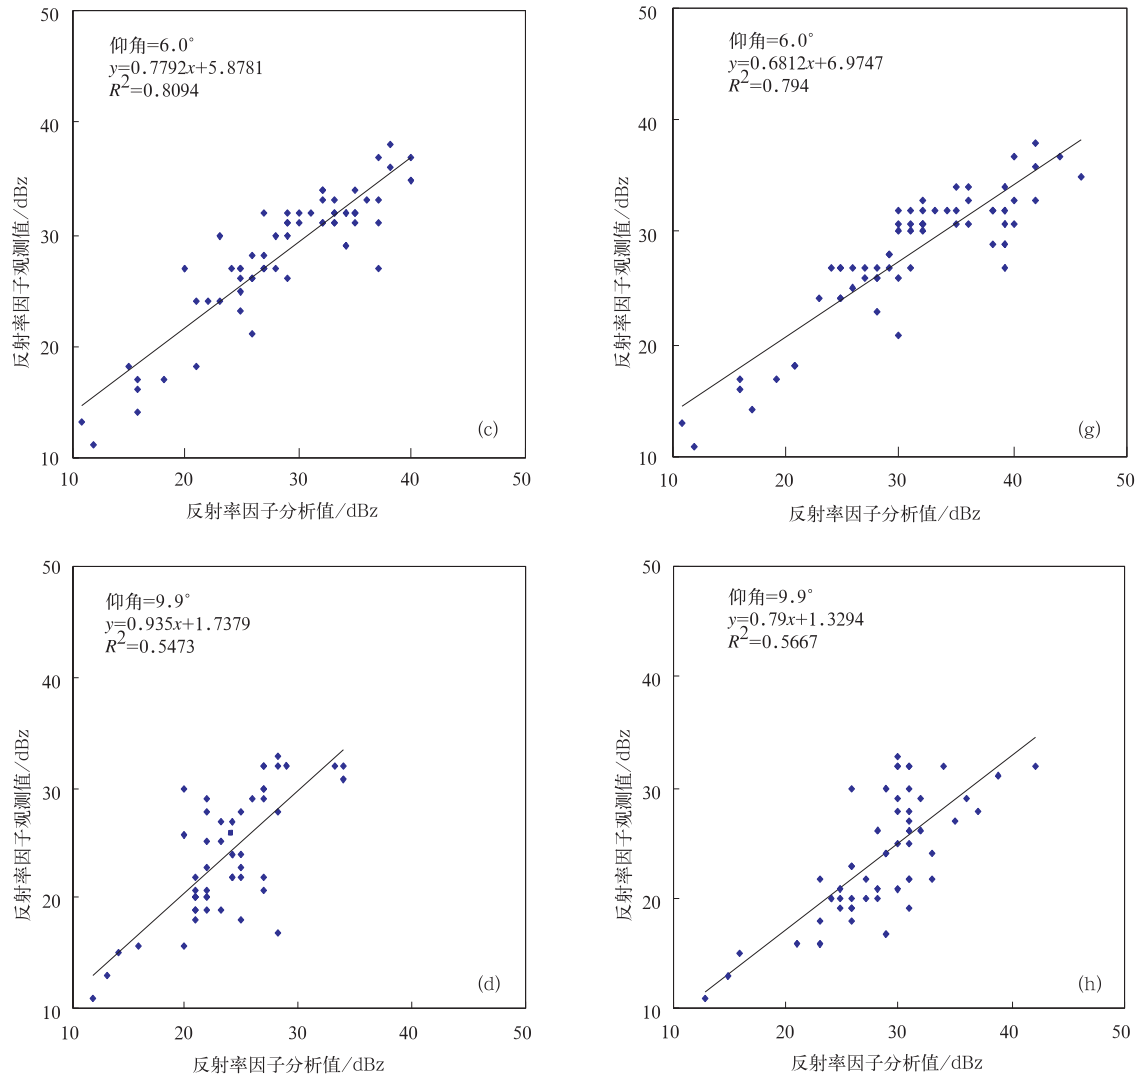 50
仰角=6.0°
y=0.7792x+5.8781
R²=0.8094
40
30
20
10
反射率因子观测值/dBz
(c)
10 20 30 40 50
反射率因子分析值/dBz
50
仰角=6.0°
y=0.6812x+6.9747
R²=0.794
40
30
20
10
反射率因子观测值/dBz
(g)
10 20 30 40 50
反射率因子分析值/dBz
50
仰角=9.9°
y=0.935x+1.7379
R²=0.5473
40
30
20
10
反射率因子观测值/dBz
(d)
10 20 30 40 50
反射率因子分析值/dBz
50
仰角=9.9°
y=0.79x+1.3294
R²=0.5667
40
30
20
10
反射率因子观测值/dBz
(h)
10 20 30 40 50
反射率因子分析值/dBz